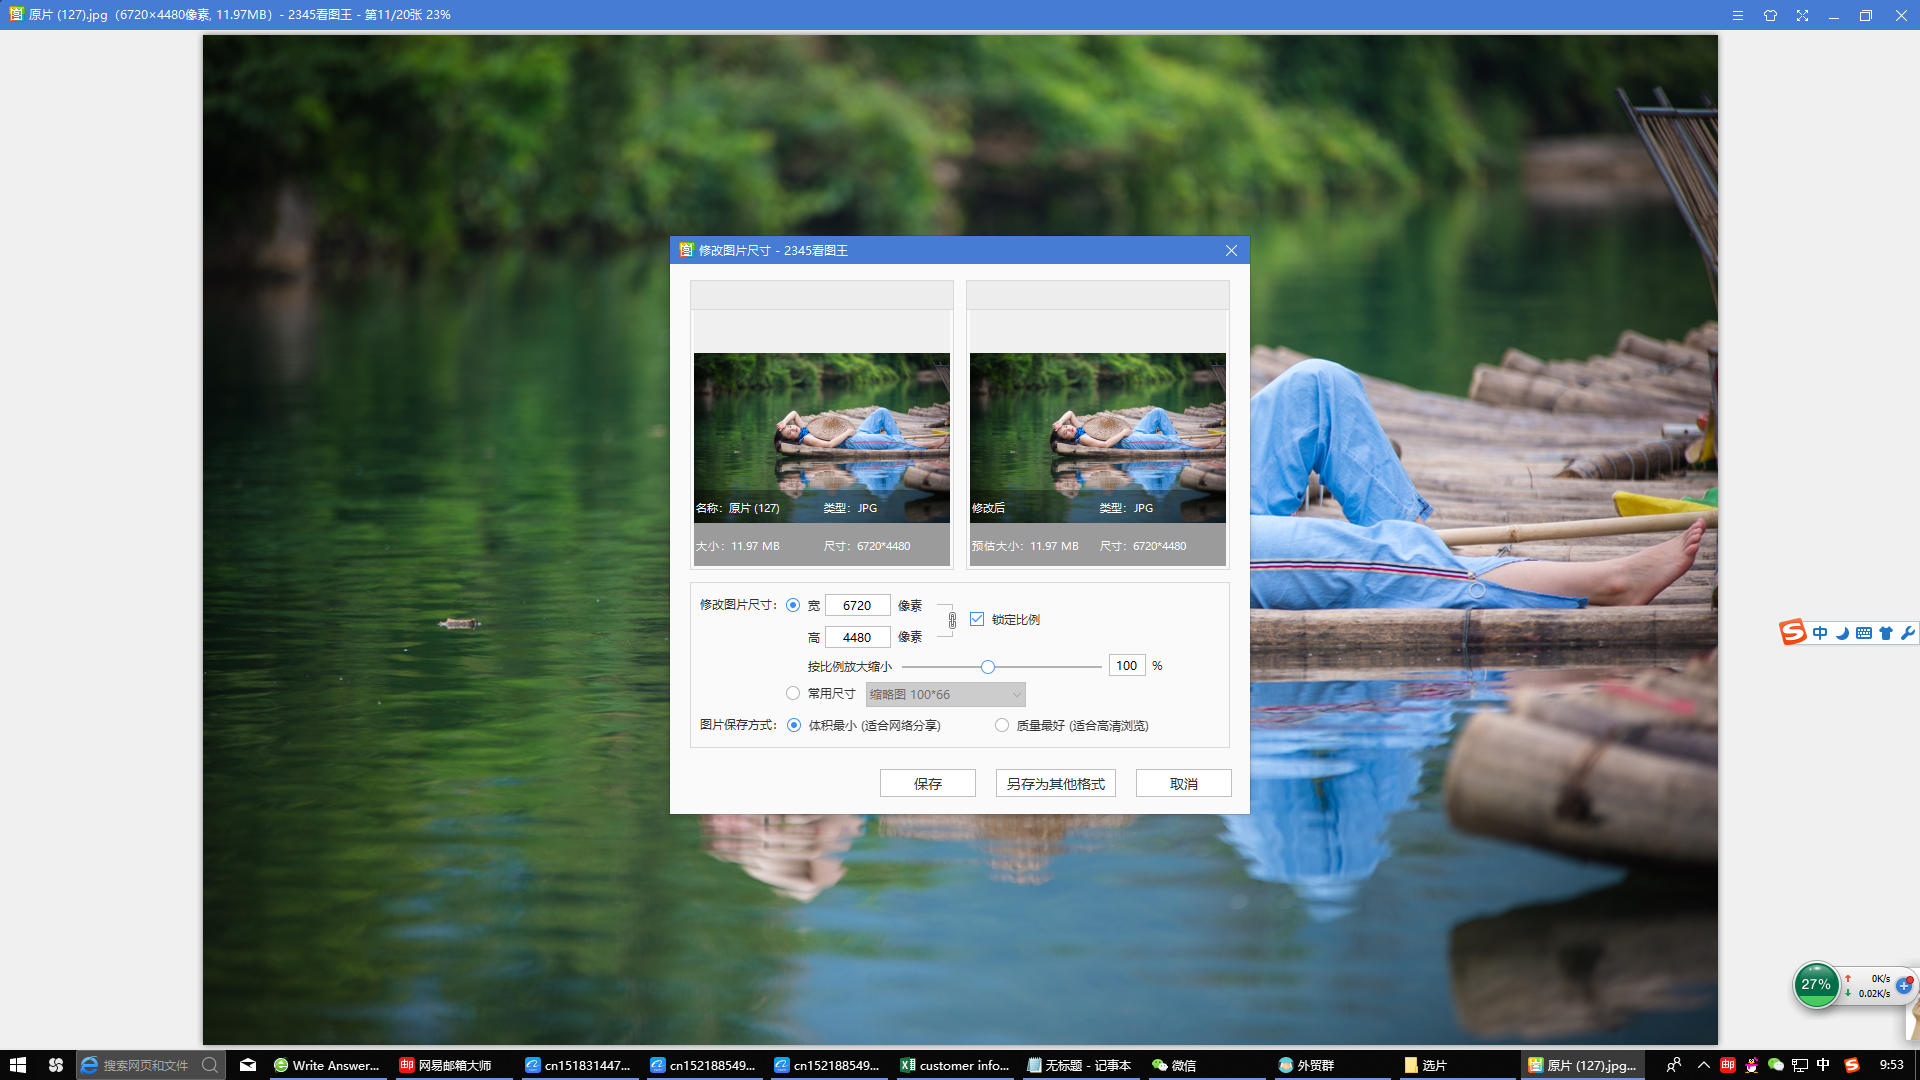 原片 (127).jpg（6720×4480像素, 11.97MB）- 2345看图王 - 第11/20张 23%
修改图片尺寸 - 2345看图王
名称：原片 (127) 类型：JPG
大小：11.97 MB 尺寸：6720*4480
修改后 类型：JPG
预估大小：11.97 MB 尺寸：6720*4480
修改图片尺寸： 宽 6720 像素
高 4480 像素
锁定比例
按比例放大缩小 100 %
常用尺寸 缩略图 100*66
图片保存方式： 体积最小 (适合网络分享) 质量最好 (适合高清浏览)
保存 另存为其他格式 取消
中
27% 0K/s
0.02K/s
搜索网页和文件 Write Answer... 网易邮箱大师 cn151831447... cn152188549... cn152188549... customer info... 无标题 - 记事本 微信 外贸群 选片 原片 (127).jpg... 中 9:53